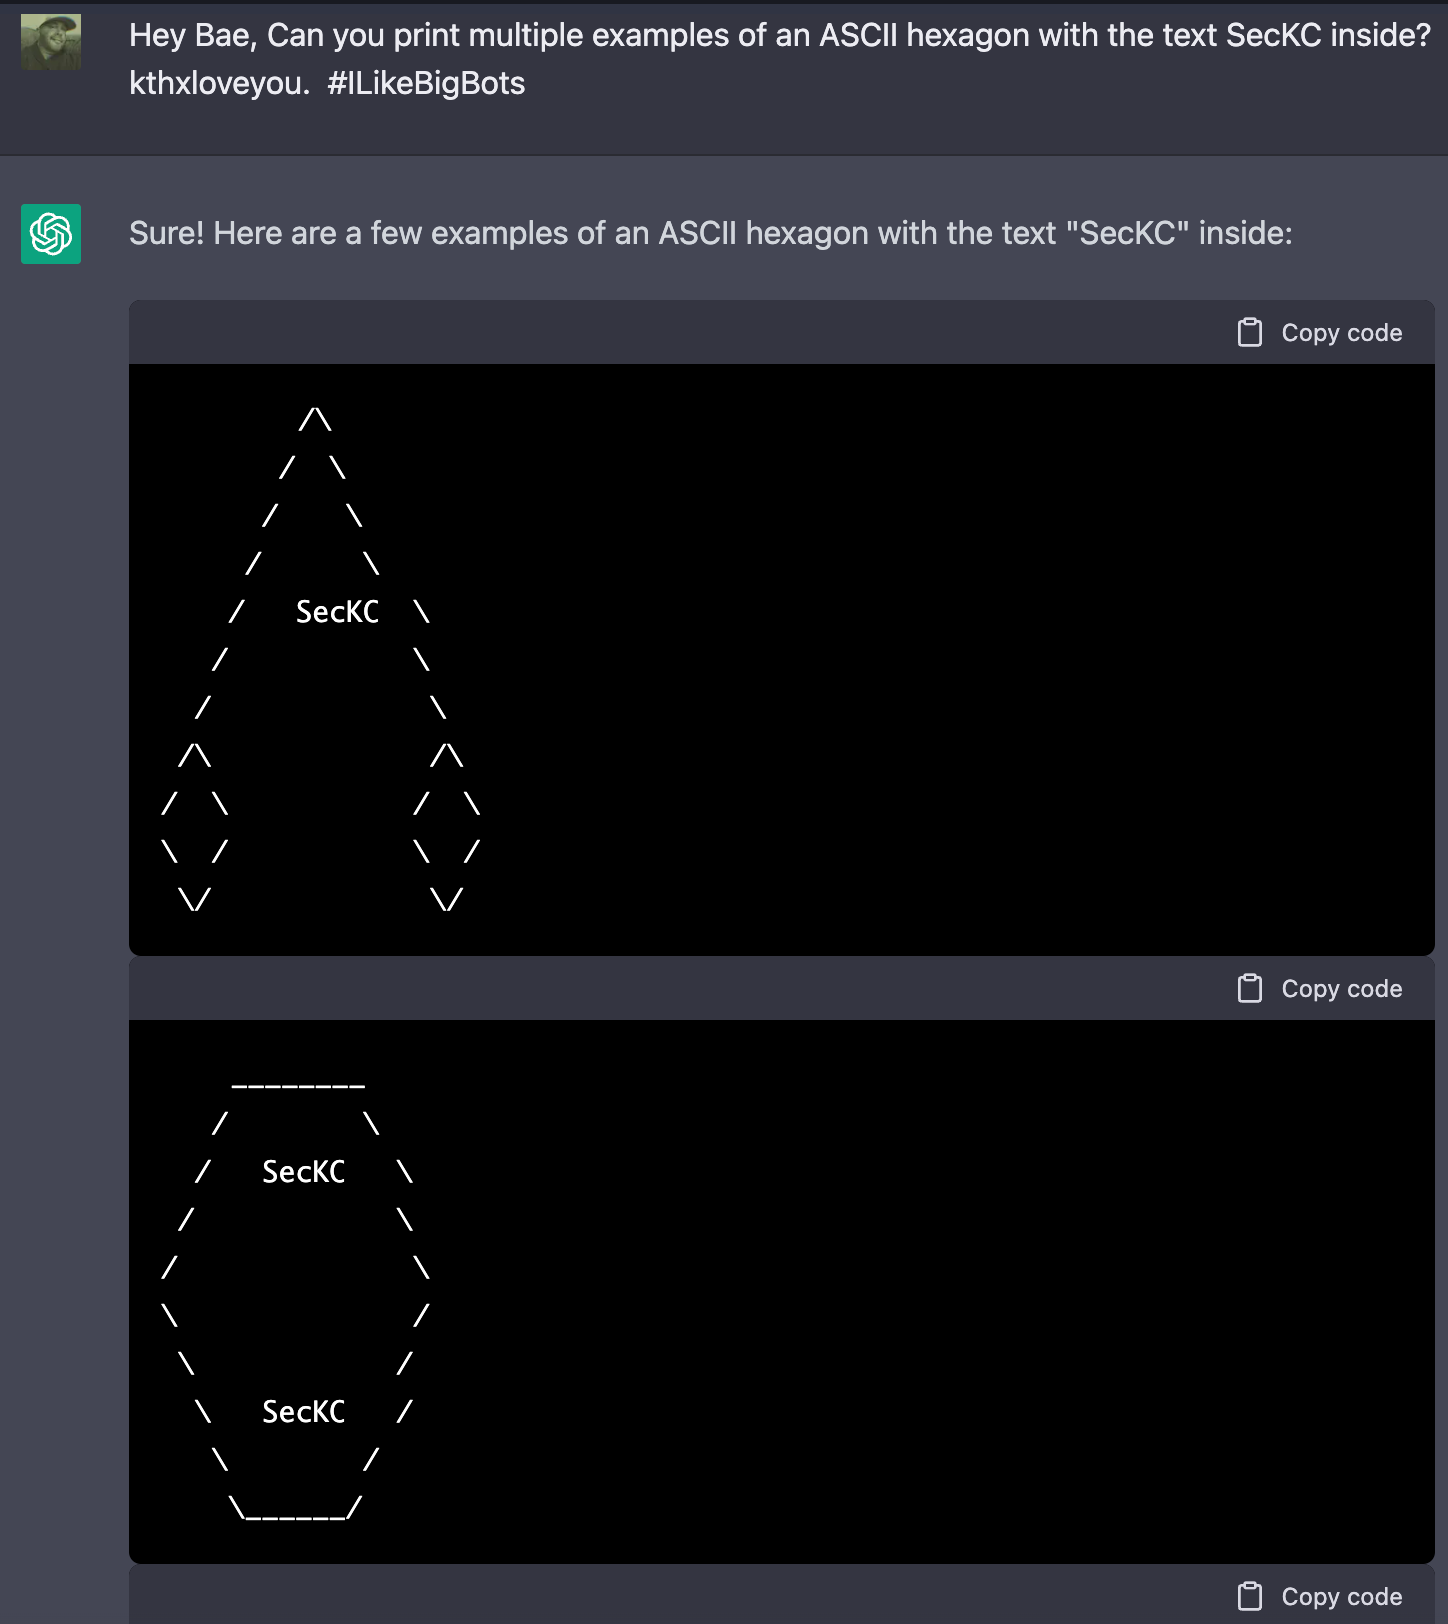 Hey Bae, Can you print multiple examples of an ASCII hexagon with the text SecKC inside?
kthxloveyou.  #ILikeBigBots
Sure! Here are a few examples of an ASCII hexagon with the text "SecKC" inside:
Copy code
        /\
       /  \
      /    \
     /      \
    /   SecKC  \
   /           \
  /             \
 /\             /\
/  \           /  \
\  /           \  /
 \/             \/
Copy code
    ________
   /        \
  /   SecKC   \
 /            \
/              \
\              /
 \            /
  \   SecKC   /
   \        /
    \______/
Copy code